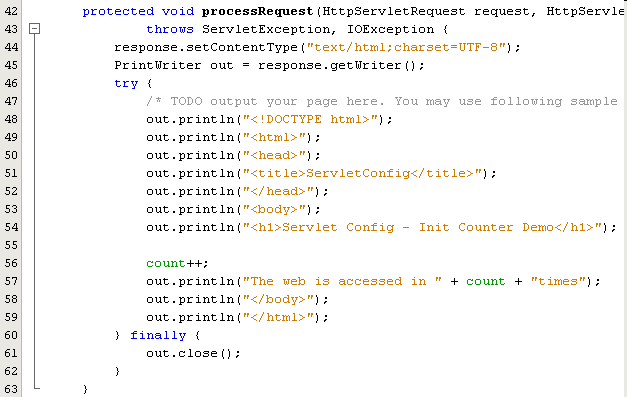 42 protected void processRequest(HttpServletRequest request, HttpServle
43 throws ServletException, IOException {
44 response.setContentType("text/html;charset=UTF-8");
45 PrintWriter out = response.getWriter();
46 try {
47 /* TODO output your page here. You may use following sample
48 out.println("<!DOCTYPE html>");
49 out.println("<html>");
50 out.println("<head>");
51 out.println("<title>ServletConfig</title>");
52 out.println("</head>");
53 out.println("<body>");
54 out.println("<h1>Servlet Config - Init Counter Demo</h1>");
55
56 count++;
57 out.println("The web is accessed in " + count + "times");
58 out.println("</body>");
59 out.println("</html>");
60 } finally {
61 out.close();
62 }
63 }